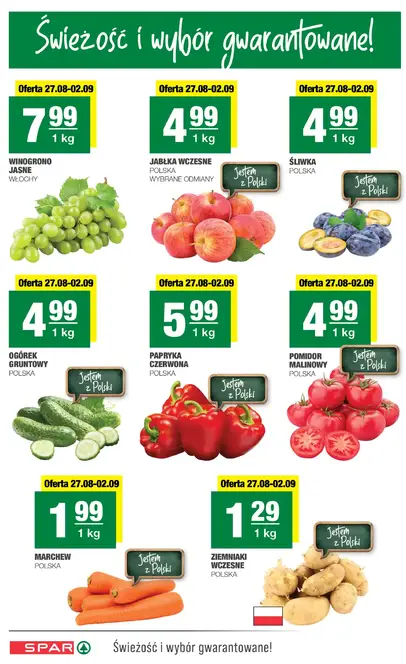 Świeżość i wybór gwarantowane!
Oferta 27.08-02.09
7 99
1 kg
WINOGRONO
JASNE
WŁOCHY
Oferta 27.08-02.09
4 99
1 kg
JABŁKA WCZESNE
POLSKA
WYBRANE ODMIANY
Jestem
z Polski
Oferta 27.08-02.09
4 99
1 kg
ŚLIWKA
POLSKA
Jestem
z Polski
Oferta 27.08-02.09
4 99
1 kg
OGÓREK
GRUNTOWY
POLSKA
Jestem
z Polski
Oferta 27.08-02.09
5 99
1 kg
PAPRYKA
CZERWONA
POLSKA
Jestem
z Polski
Oferta 27.08-02.09
4 99
1 kg
POMIDOR
MALINOWY
POLSKA
Jestem
z Polski
Oferta 27.08-02.09
1 99
1 kg
MARCHEW
POLSKA
Jestem
z Polski
Oferta 27.08-02.09
1 29
1 kg
ZIEMNIAKI
WCZESNE
POLSKA
Jestem
z Polski
SPAR
Świeżość i wybór gwarantowane!